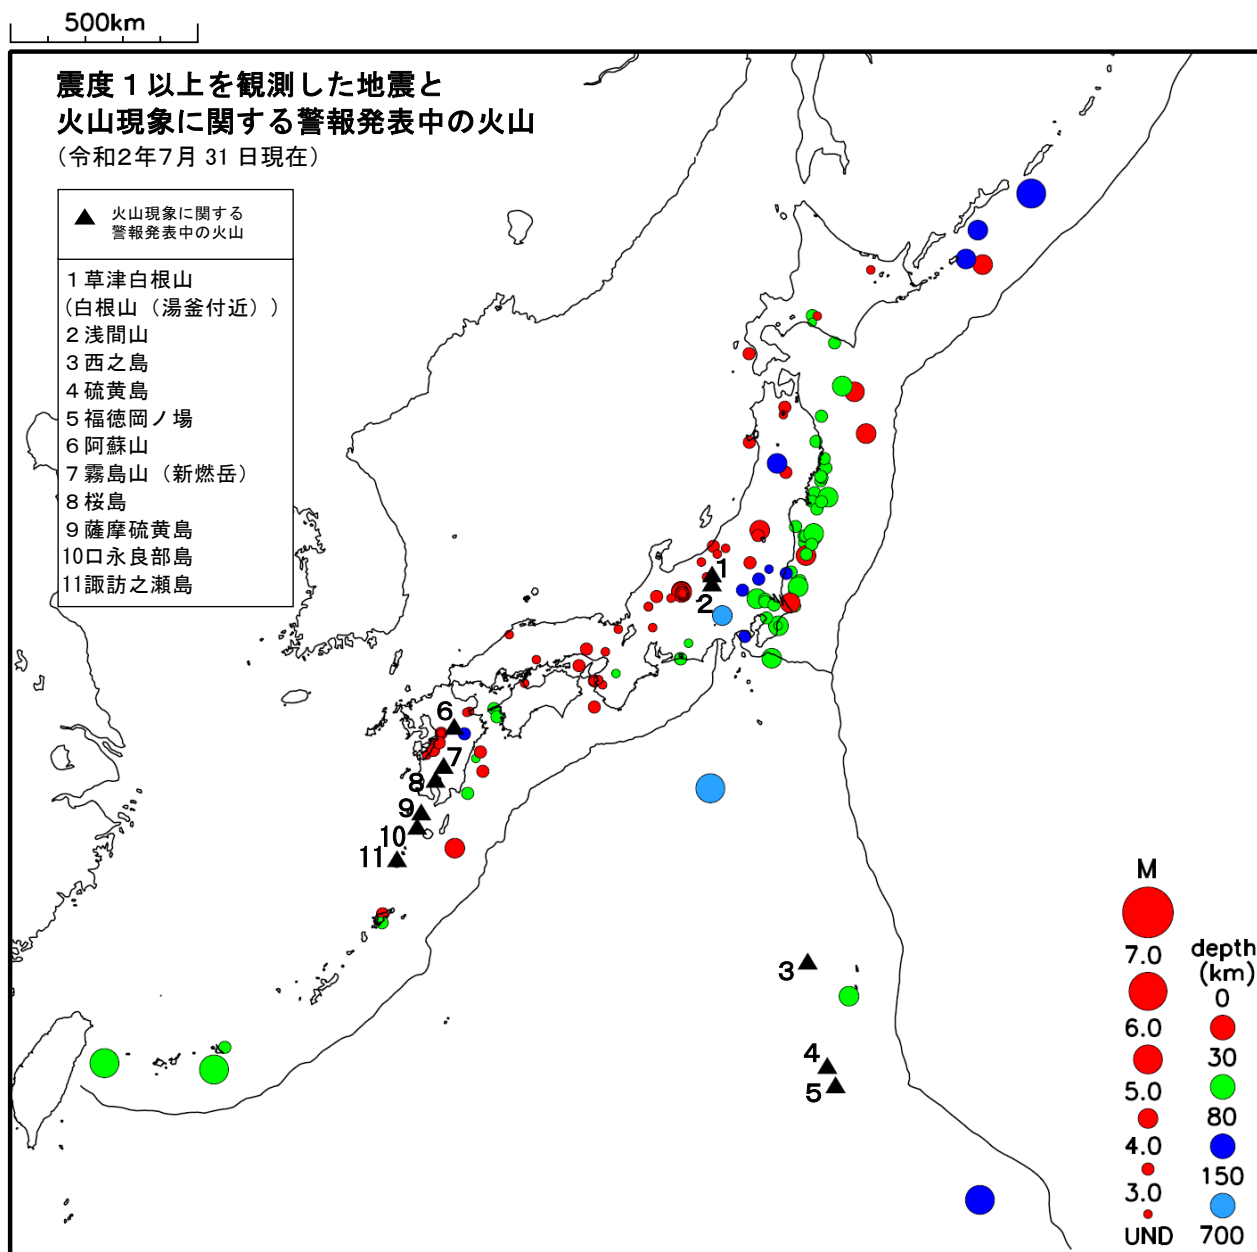 500km
震度１以上を観測した地震と
火山現象に関する警報発表中の火山
（令和２年７月 31 日現在）
火山現象に関する
警報発表中の火山
１草津白根山
(白根山（湯釜付近）)
２浅間山
３西之島
４硫黄島
５福徳岡ノ場
６阿蘇山
７霧島山（新燃岳）
８桜島
９薩摩硫黄島
10口永良部島
11諏訪之瀬島
1
2
6
7
8
9
10
11
3
4
5
M
7.0
6.0
5.0
4.0
3.0
UND
depth
(km)
0
30
80
150
700